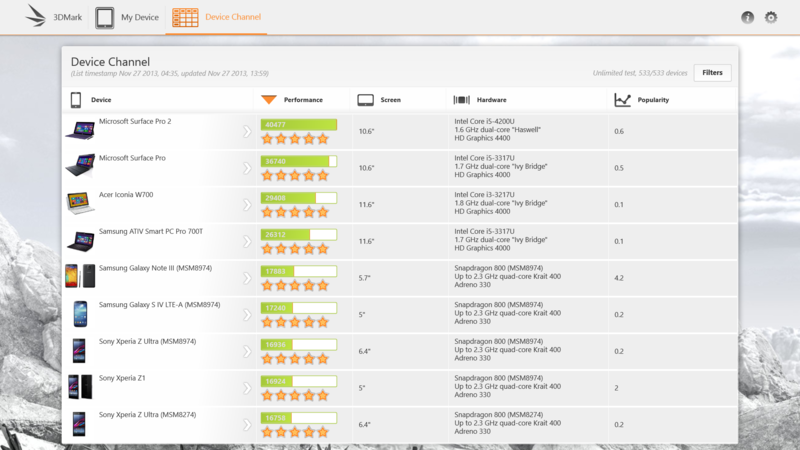 3DMark
My Device
Device Channel
Device Channel
(List timestamp Nov 27 2013, 04:35, updated Nov 27 2013, 13:59)
Unlimited test, 533/533 devices
Filters
Device
Performance
Screen
Hardware
Popularity
Microsoft Surface Pro 2
40477
10.6"
Intel Core i5-4200U
1.6 GHz dual-core "Haswell"
HD Graphics 4400
0.6
Microsoft Surface Pro
36740
10.6"
Intel Core i5-3317U
1.7 GHz dual-core "Ivy Bridge"
HD Graphics 4000
0.5
Acer Iconia W700
29408
11.6"
Intel Core i3-3217U
1.8 GHz dual-core "Ivy Bridge"
HD Graphics 4000
0.1
Samsung ATIV Smart PC Pro 700T
26312
11.6"
Intel Core i5-3317U
1.7 GHz dual-core "Ivy Bridge"
HD Graphics 4000
0.1
Samsung Galaxy Note III (MSM8974)
17883
5.7"
Snapdragon 800 (MSM8974)
Up to 2.3 GHz quad-core Krait 400
Adreno 330
4.2
Samsung Galaxy S IV LTE-A (MSM8974)
17240
5"
Snapdragon 800 (MSM8974)
Up to 2.3 GHz quad-core Krait 400
Adreno 330
0.2
Sony Xperia Z Ultra (MSM8974)
6.4"
Snapdragon 800 (MSM8974)
Up to 2.3 GHz quad-core Krait 400
Adreno 330
0.2
Sony Xperia Z1
16824
5"
Snapdragon 800 (MSM8974)
Up to 2.3 GHz quad-core Krait 400
Adreno 330
2
Sony Xperia Z Ultra (MSM8274)
16758
6.4"
Snapdragon 800 (MSM8274)
Up to 2.3 GHz quad-core Krait 400
Adreno 330
0.2